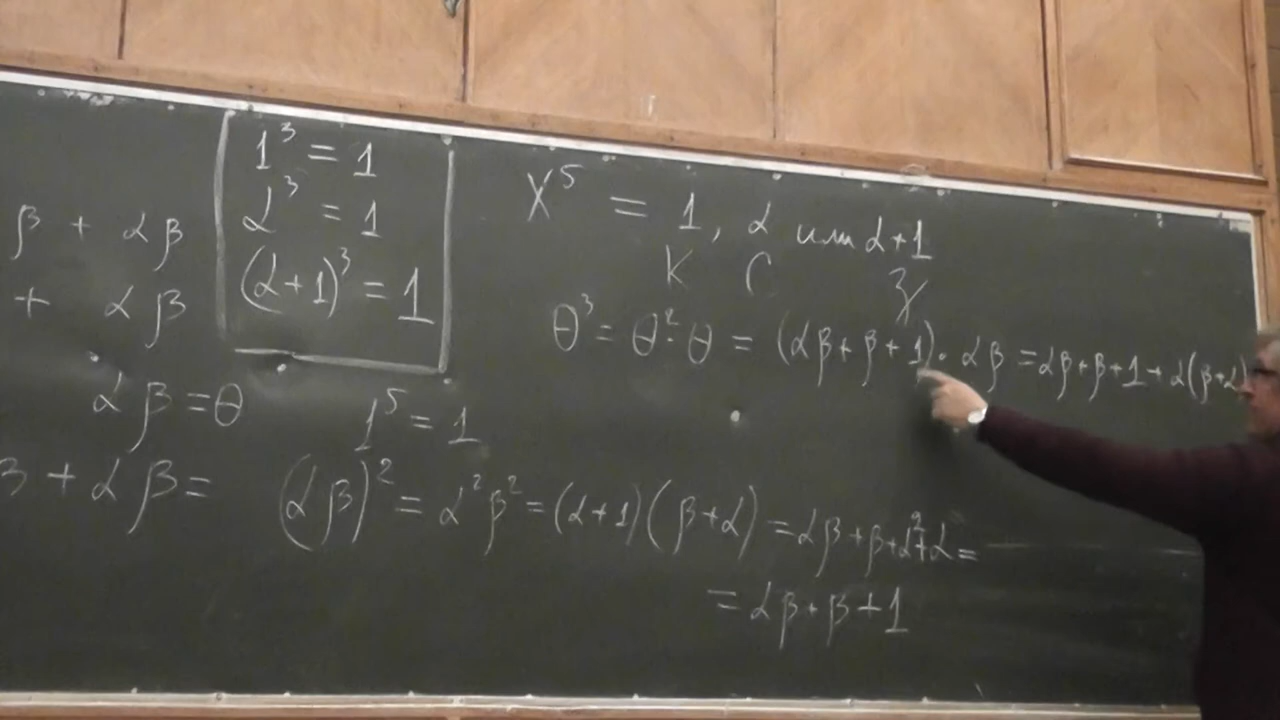 β + αβ
+ αβ
αβ = θ
β + αβ =
1³ = 1
α³ = 1
(α+1)³ = 1
1⁵ = 1
X⁵ = 1, α или α+1
К С З
θ³ = θ²·θ = (αβ + β + 1)·αβ = αβ+β+1+α(β+α)
(αβ)² = α²β² = (α+1)(β+α) = αβ+β+α²+α =
= αβ+β+1